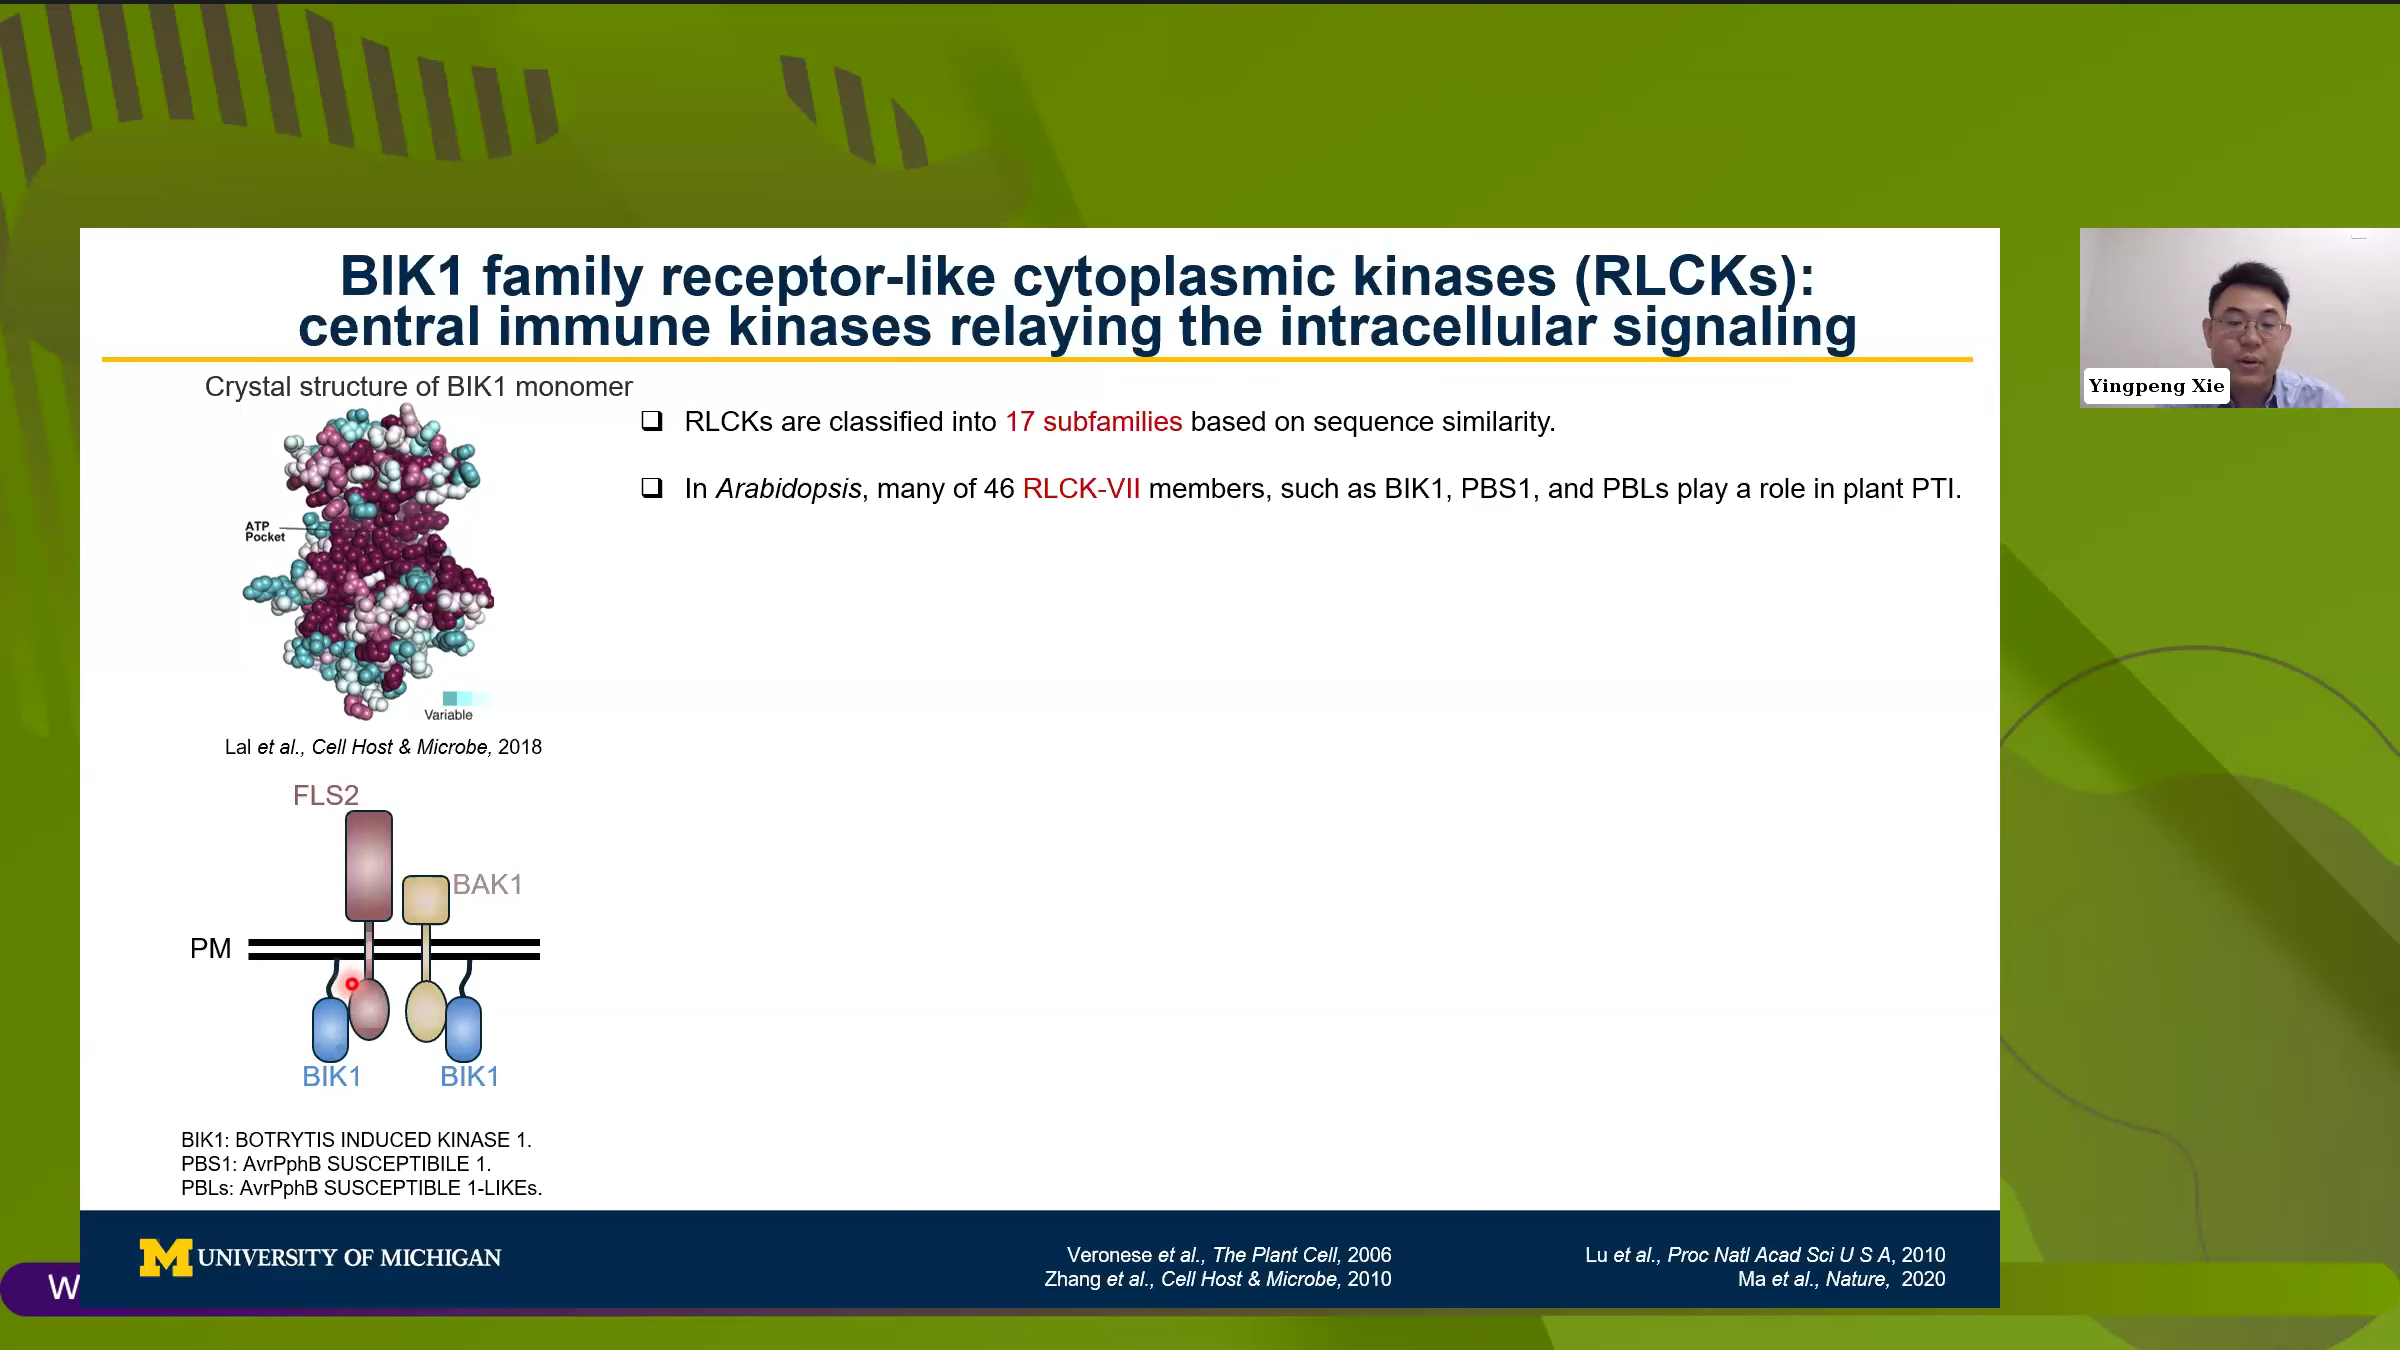 BIK1 family receptor-like cytoplasmic kinases (RLCKs):
central immune kinases relaying the intracellular signaling
Crystal structure of BIK1 monomer
ATP
Pocket
Variable
Lal et al., Cell Host & Microbe, 2018
RLCKs are classified into 17 subfamilies based on sequence similarity.
In Arabidopsis, many of 46 RLCK-VII members, such as BIK1, PBS1, and PBLs play a role in plant PTI.
FLS2
BAK1
PM
BIK1
BIK1
BIK1: BOTRYTIS INDUCED KINASE 1.
PBS1: AvrPphB SUSCEPTIBILE 1.
PBLs: AvrPphB SUSCEPTIBLE 1-LIKEs.
M UNIVERSITY OF MICHIGAN
Veronese et al., The Plant Cell, 2006
Zhang et al., Cell Host & Microbe, 2010
Lu et al., Proc Natl Acad Sci U S A, 2010
Ma et al., Nature, 2020
Yingpeng Xie
W